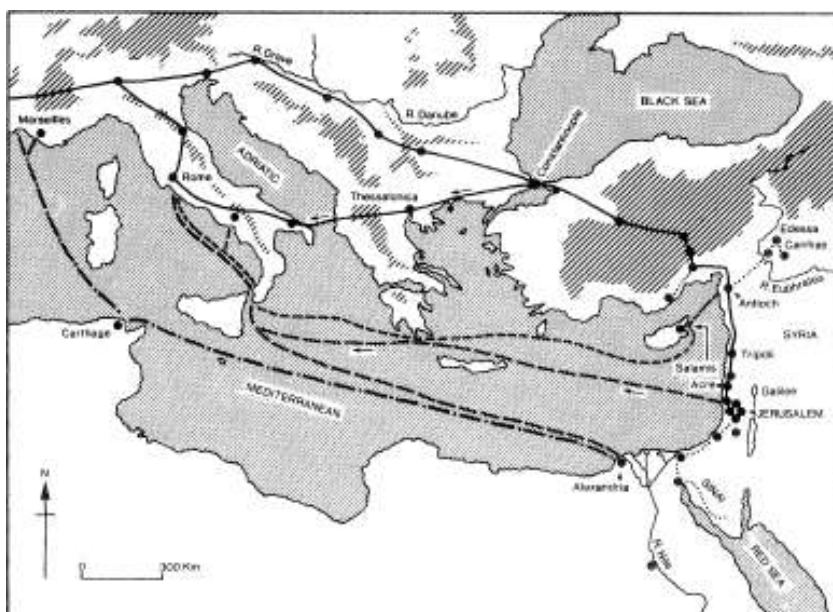 R. Drave
R. Danube
BLACK SEA
Marseilles
ADRIATIC
Constantinople
Rome
Thessalonica
Edessa
Carrhae
R. Euphrates
Antioch
SYRIA
Carthage
Tripoli
Salamis
Acre
Galilee
MEDITERRANEAN
JERUSALEM
N
Alexandria
SINAI
0
300 Km
R. Nile
RED SEA